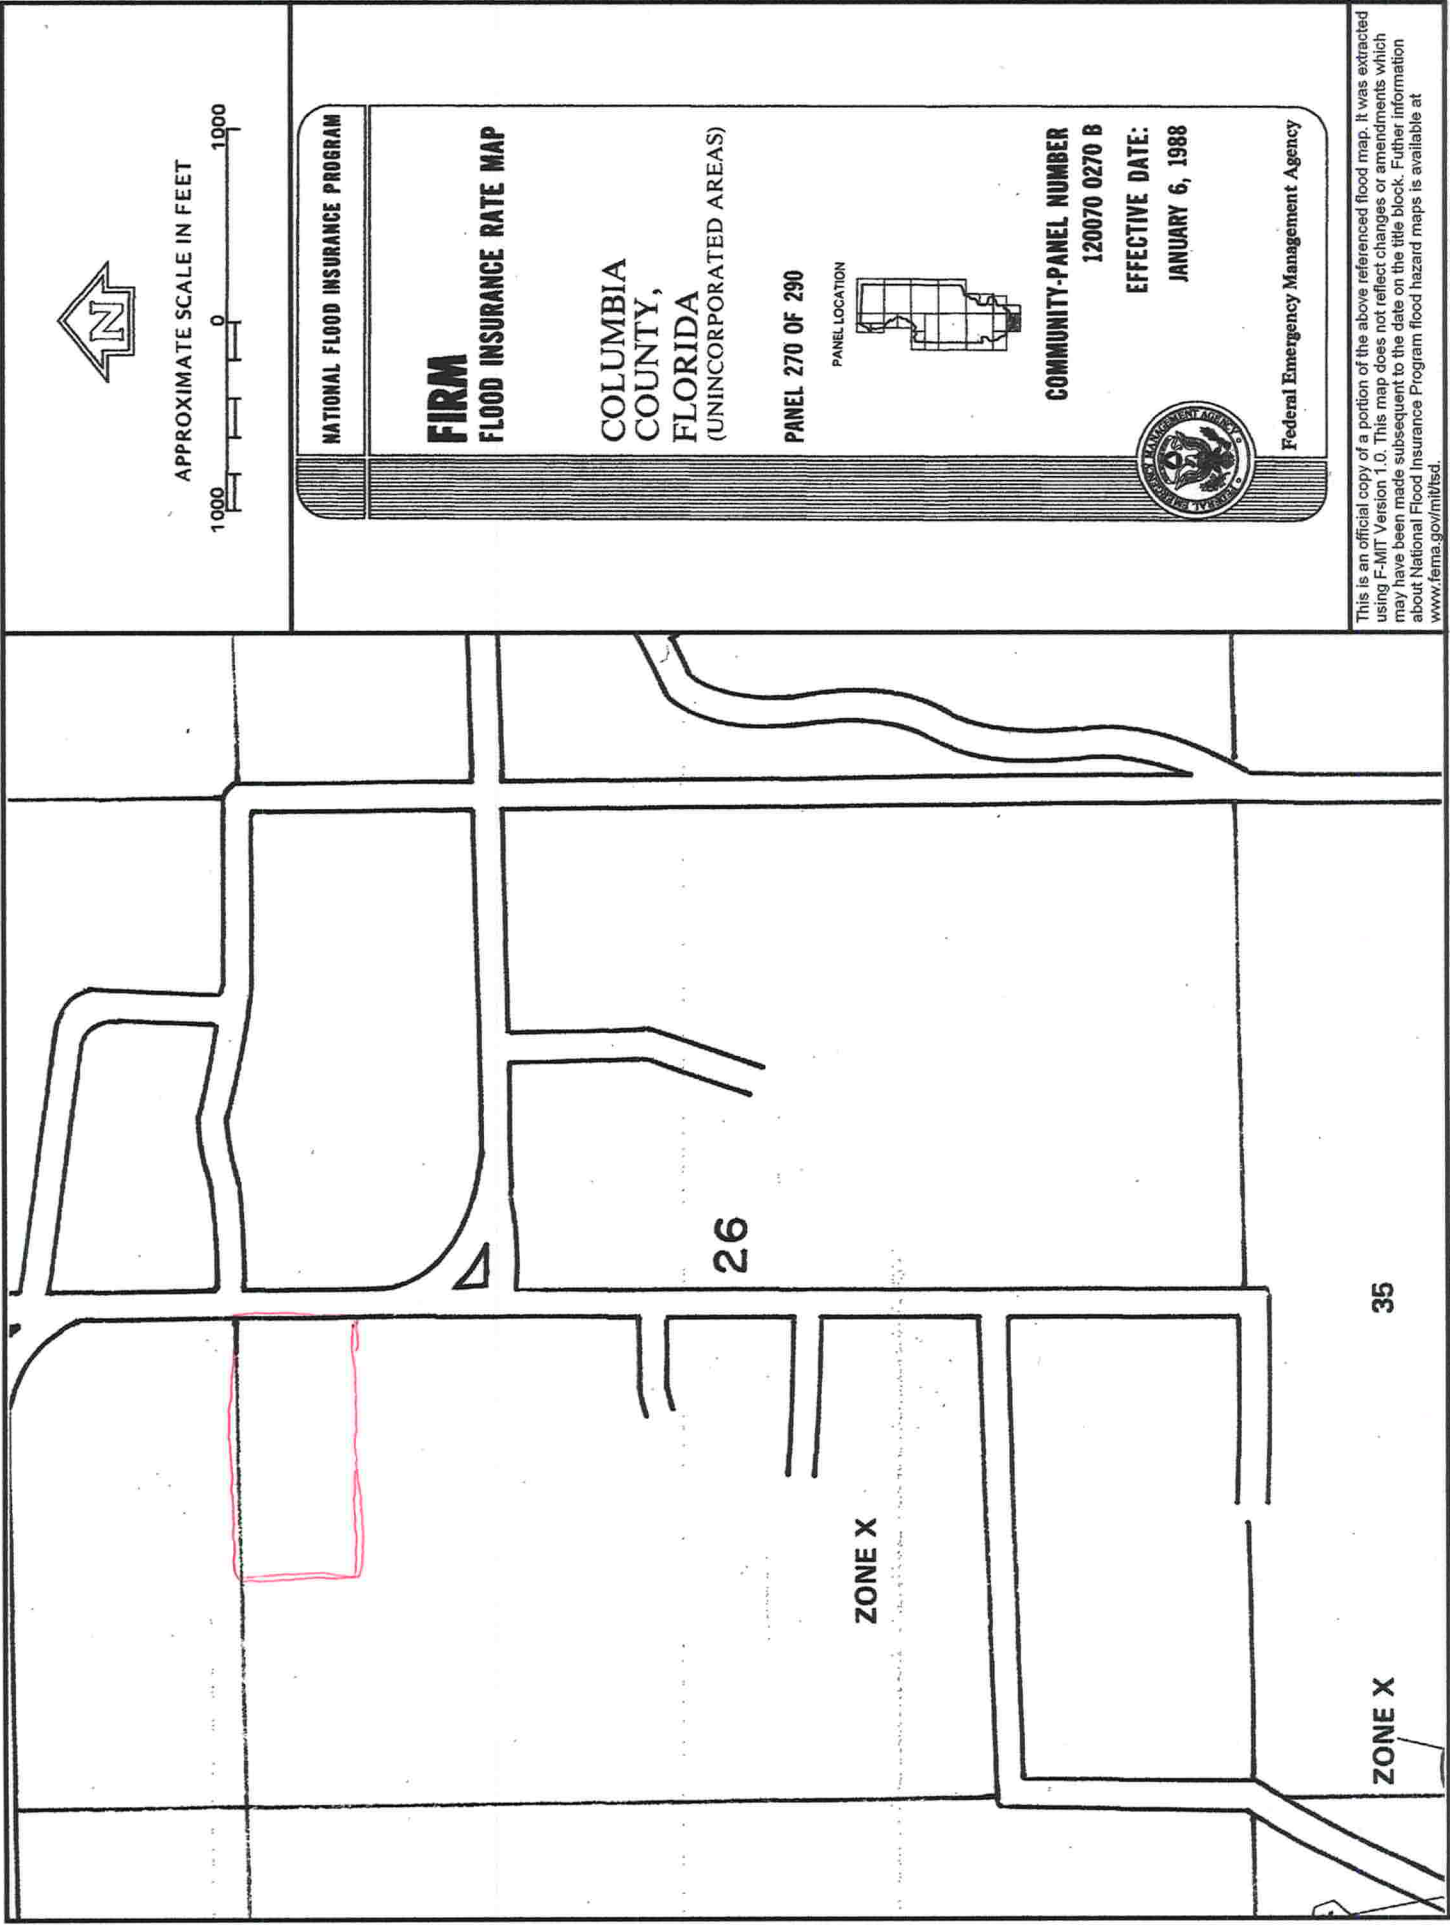 APPROXIMATE SCALE IN FEET
1000 0 1000
N
NATIONAL FLOOD INSURANCE PROGRAM
FIRM
FLOOD INSURANCE RATE MAP
COLUMBIA
COUNTY,
FLORIDA
(UNINCORPORATED AREAS)
PANEL 270 OF 290
PANEL LOCATION
COMMUNITY-PANEL NUMBER
120070 0270 B
EFFECTIVE DATE:
JANUARY 6, 1988
FEDERAL EMERGENCY MANAGEMENT AGENCY
Federal Emergency Management Agency
This is an official copy of a portion of the above referenced flood map. It was extracted
using F-MIT Version 1.0. This map does not reflect changes or amendments which
may have been made subsequent to the date on the title block. Futher information
about National Flood Insurance Program flood hazard maps is available at
www.fema.gov/mit/tsd.
26
ZONE X
35
ZONE X